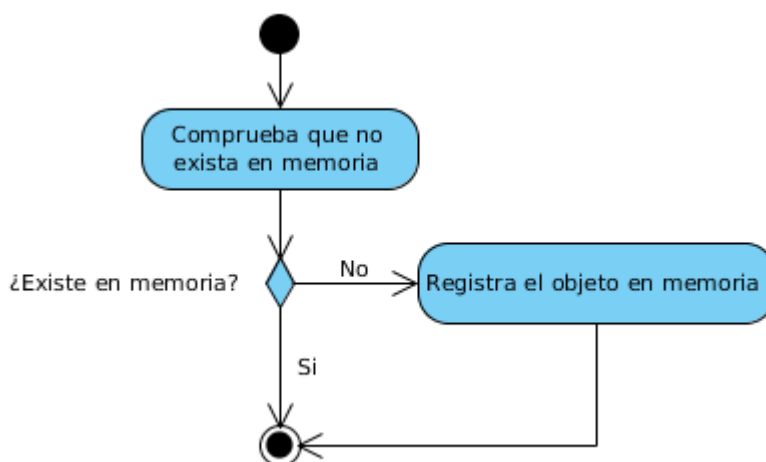 Comprueba que no
exista en memoria
¿Existe en memoria?
No
Registra el objeto en memoria
Si